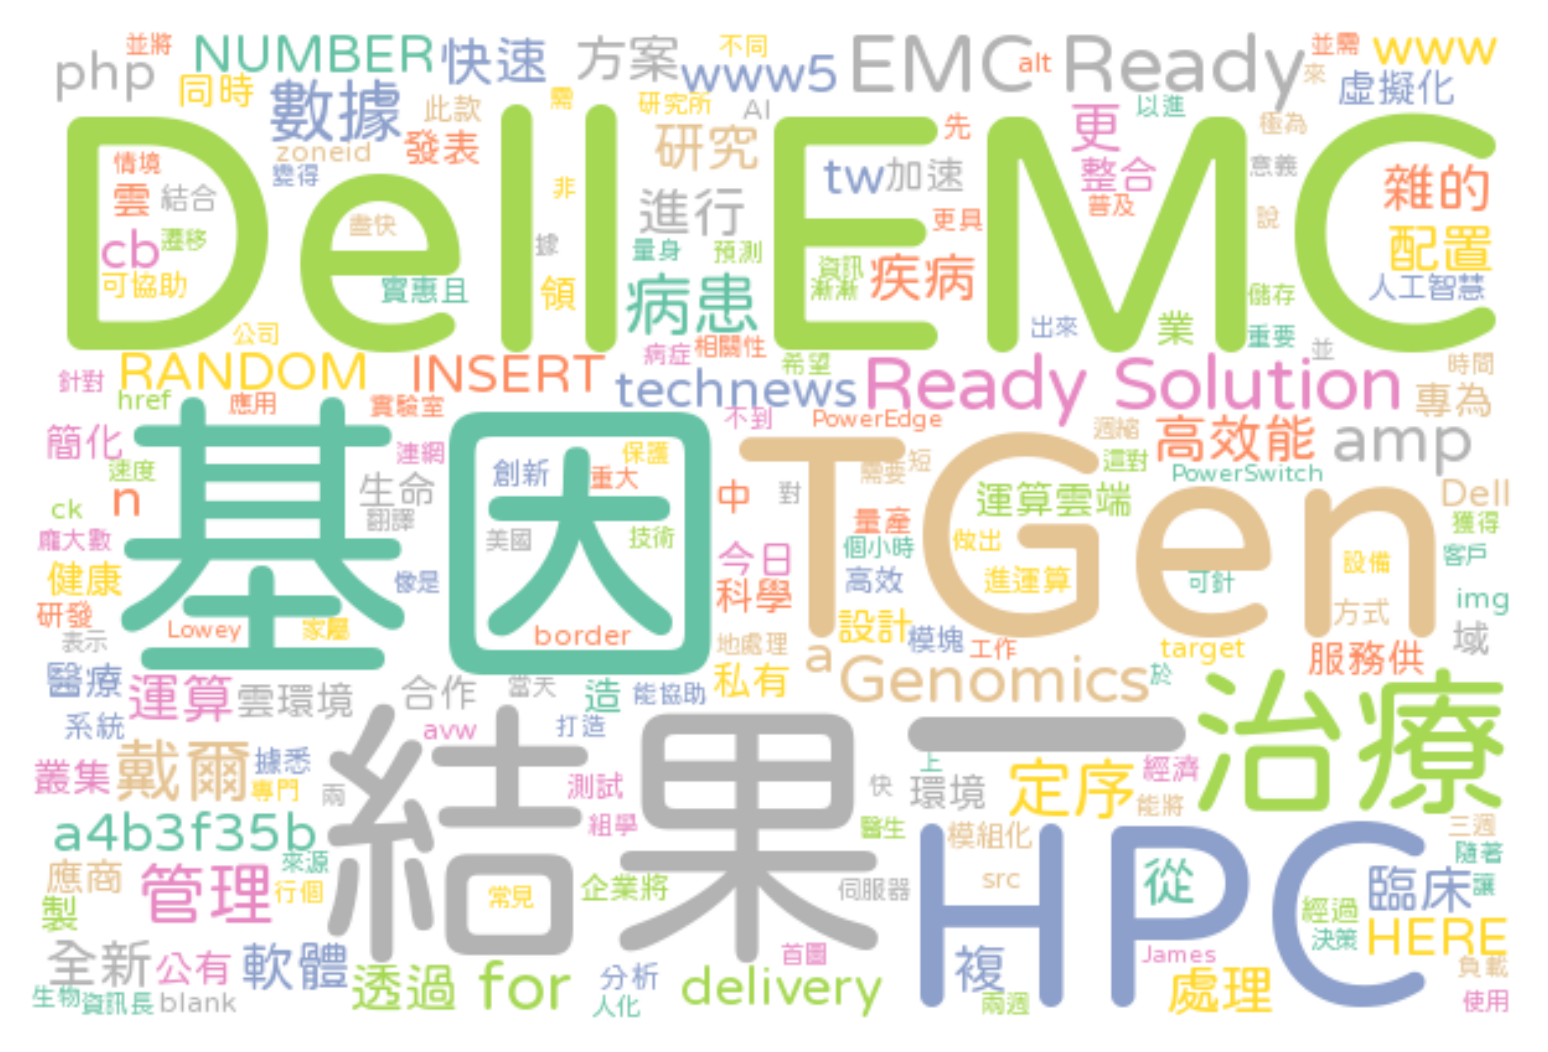 並將
NUMBER
快速
方案
不同
EMC Ready
alt
並需
www
php
同時
數據
此款
需
www5
研究所
AI
來
虛擬化
以進
zoneid
發表
研究
先
更
極為
Dell EMC
情境
變得
非
tw
加速
整合
意義
雜的
雲
結合
盡快
進行
更具
普及
說
cb
遷移
據
量身
預測
配置
可協助
實惠且
領
病患
資訊
漸漸
疾病
儲存
人工智慧
公司
出來
業
重要
病症
相關性
希望
並
時間
針對
RANDOM
INSERT
technews
Ready Solution
專為
href
應用
實驗室
不到
PowerEdge
週縮
簡化
連網
保護
高效能
amp
速度
基因
創新
重大
TGen
需要
短
這對
PowerSwitch
n
生命
中
對
運算雲端
Dell
ck
翻譯
美國
技術
量產
獲得
龐大數
個小時
做出
客戶
健康
像是
今日
高效
進運算
可針
設備
研發
科學
img
表示
Lowey
家屬
border
地處理
設計
模塊
工作
target
方式
域
醫療
運算
雲環境
合作
當天
造
能協助
私有
a
Genomics
於
服務供
系統
avw
打造
結果
一
治療
叢集
戴爾
據悉
專門
兩
測試
快
上
環境
定序
經濟
能將
a4b3f35b
組學
醫生
HPC
模組化
三週
應商
管理
來源
行個
常見
企業將
伺服器
src
從
隨著
臨床
讓
製
經過
決策
HERE
全新
公有
軟體
透過
for
分析
delivery
首圖
複
James
處理
負載
生物
資訊長
blank
人化
兩週
使用